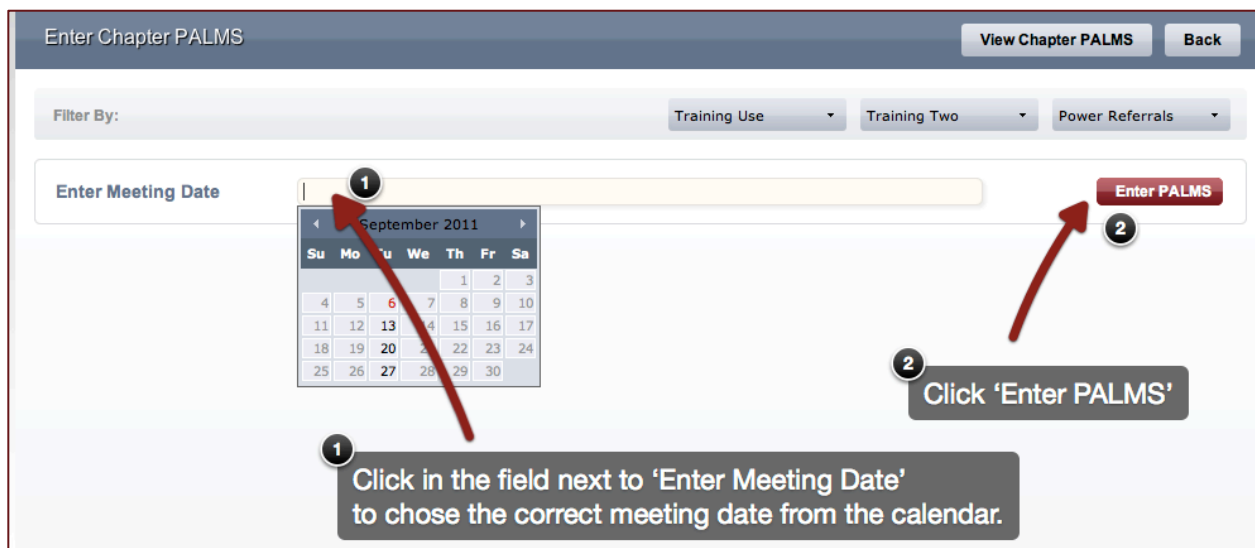 Enter Chapter PALMS View Chapter PALMS Back
Filter By: Training Use Training Two Power Referrals
Enter Meeting Date 1 Enter PALMS
2
September 2011
Su Mo Tu We Th Fr Sa
1 2 3
4 5 6 7 8 9 10
11 12 13 14 15 16 17
18 19 20 22 23 24
25 26 27 28 29 30
2
Click ‘Enter PALMS’
1
Click in the field next to ‘Enter Meeting Date’
to chose the correct meeting date from the calendar.